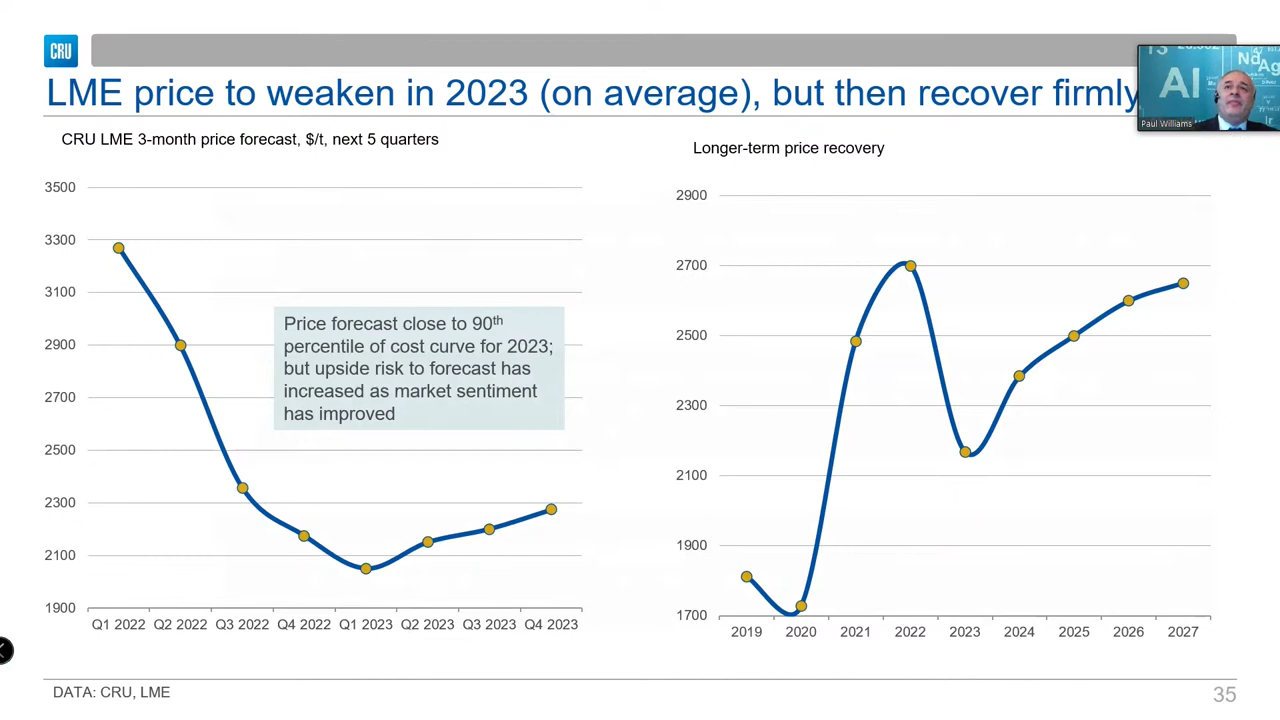 CRU
LME price to weaken in 2023 (on average), but then recover firmly
Al
Nd
Ag
Ir
Paul Williams
CRU LME 3-month price forecast, $/t, next 5 quarters
3500
3300
3100
2900
2700
2500
2300
2100
1900
Price forecast close to 90th
percentile of cost curve for 2023;
but upside risk to forecast has
increased as market sentiment
has improved
Q1 2022 Q2 2022 Q3 2022 Q4 2022 Q1 2023 Q2 2023 Q3 2023 Q4 2023
Longer-term price recovery
2900
2700
2500
2300
2100
1900
1700
2019 2020 2021 2022 2023 2024 2025 2026 2027
DATA: CRU, LME
35